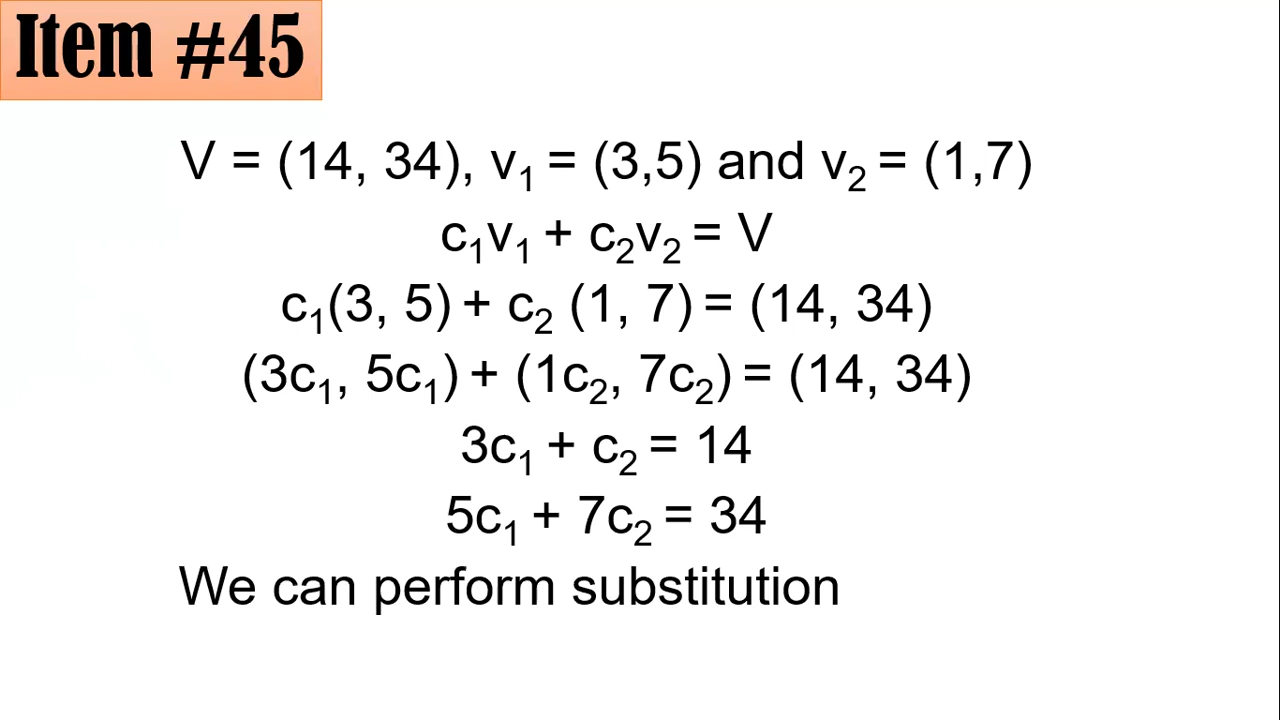 Item #45
V = (14, 34), v₁ = (3,5) and v₂ = (1,7)
c₁v₁ + c₂v₂ = V
c₁(3, 5) + c₂ (1, 7) = (14, 34)
(3c₁, 5c₁) + (1c₂, 7c₂) = (14, 34)
3c₁ + c₂ = 14
5c₁ + 7c₂ = 34
We can perform substitution